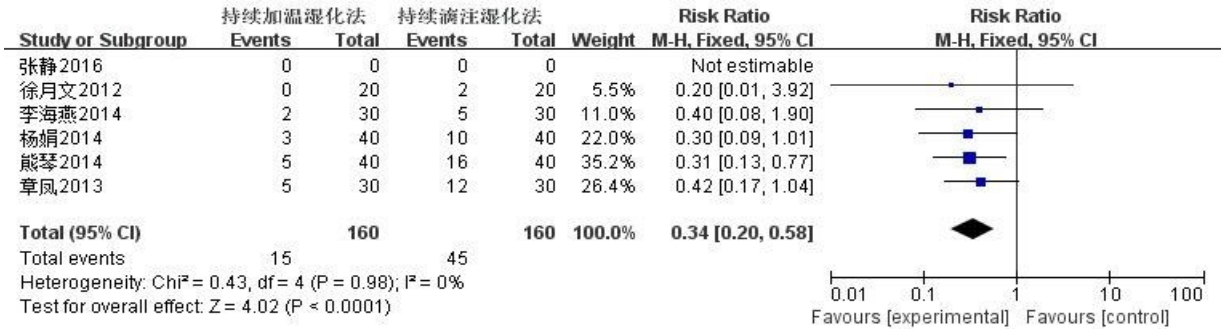 持续加温湿化法 持续滴注湿化法 Risk Ratio Risk Ratio
Study or Subgroup Events Total Events Total Weight M-H, Fixed, 95% CI M-H, Fixed, 95% CI
张静2016 0 0 0 0 Not estimable
徐月文2012 0 20 2 20 5.5% 0.20 [0.01, 3.92]
李海燕2014 2 30 5 30 11.0% 0.40 [0.08, 1.90]
杨娟2014 3 40 10 40 22.0% 0.30 [0.09, 1.01]
熊琴2014 5 40 16 40 35.2% 0.31 [0.13, 0.77]
章凤2013 5 30 12 30 26.4% 0.42 [0.17, 1.04]
Total (95% CI) 160 160 100.0% 0.34 [0.20, 0.58]
Total events 15 45
Heterogeneity: Chi² = 0.43, df = 4 (P = 0.98); I² = 0%
Test for overall effect: Z = 4.02 (P < 0.0001)
0.01 0.1 1 10 100
Favours [experimental] Favours [control]